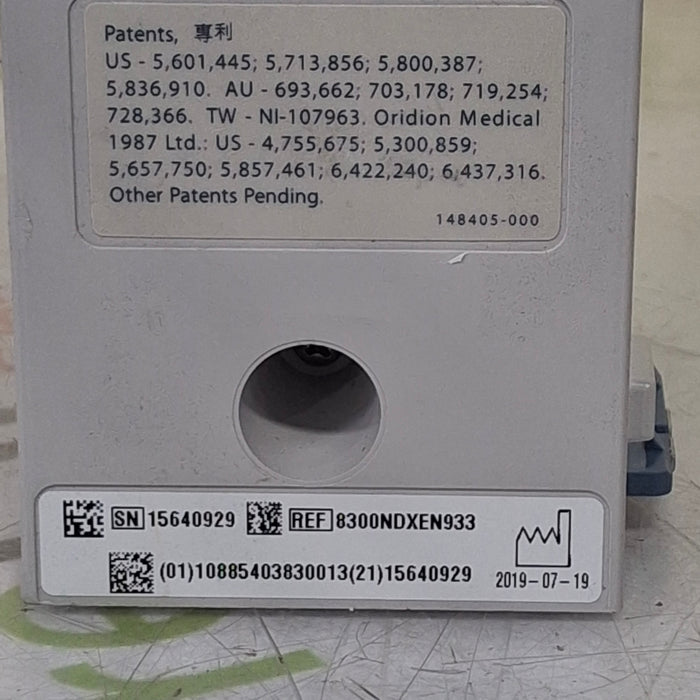 Patents, 專利
US - 5,601,445; 5,713,856; 5,800,387;
5,836,910. AU - 693,662; 703,178; 719,254;
728,366. TW - NI-107963. Oridion Medical
1987 Ltd.: US - 4,755,675; 5,300,859;
5,657,750; 5,857,461; 6,422,240; 6,437,316.
Other Patents Pending.
148405-000
SN 15640929 REF 8300NDXEN933
(01)10885403830013(21)15640929 2019-07-19